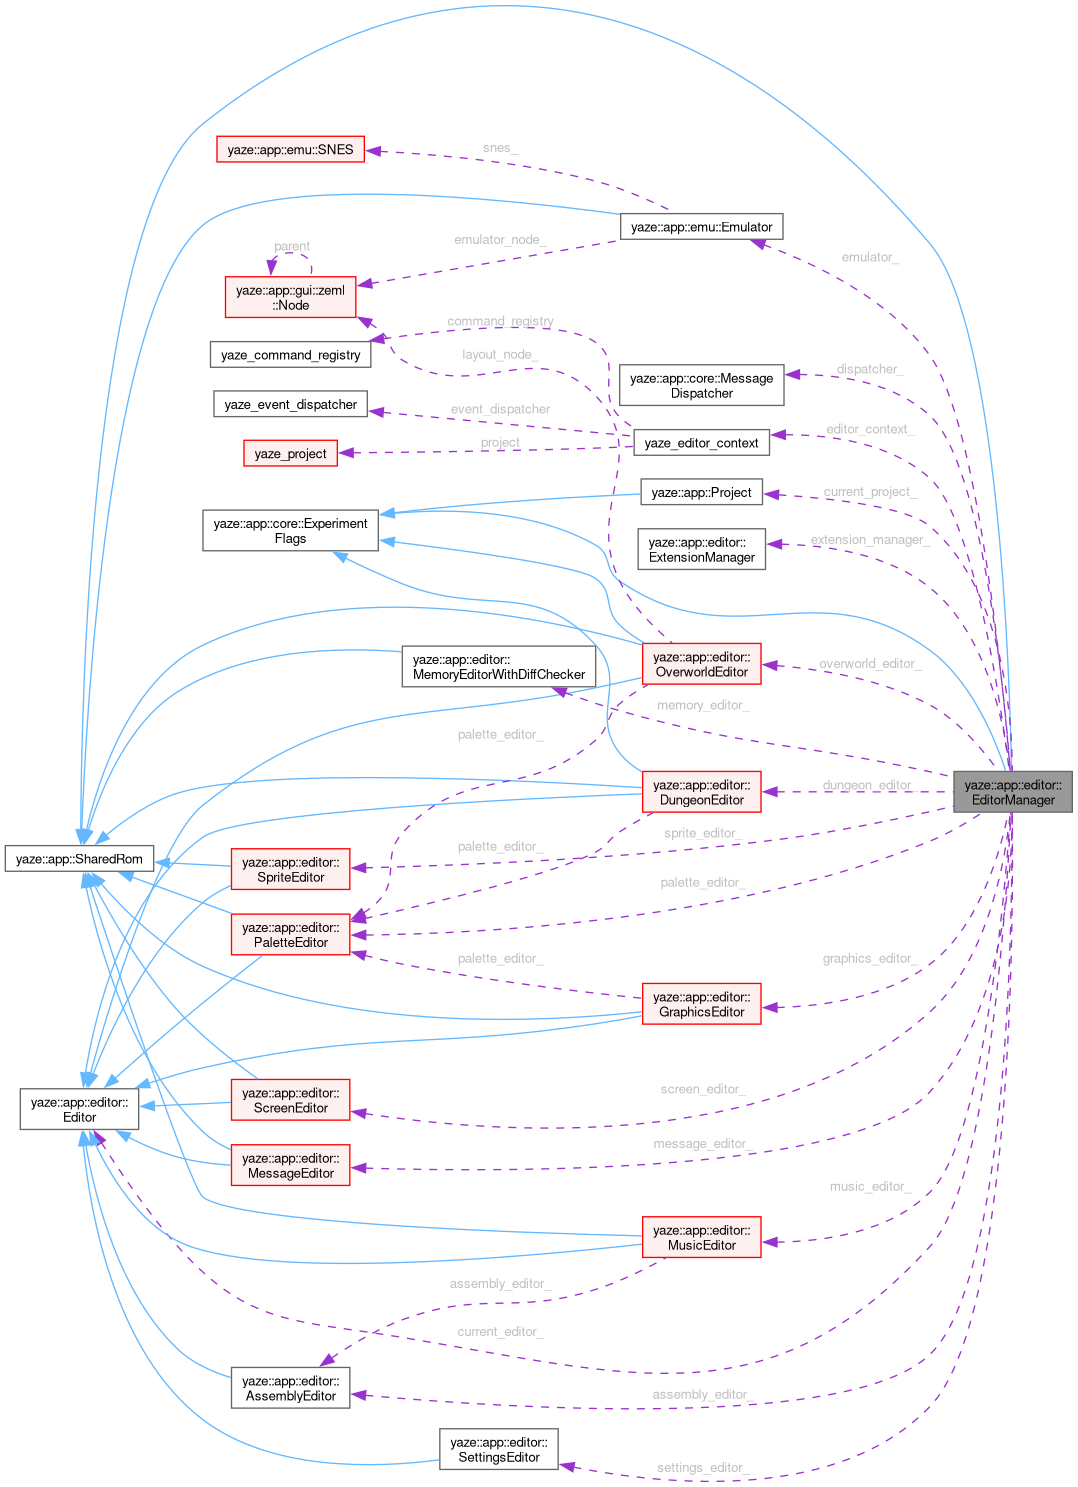 yaze::app::emu::SNES
snes_
yaze::app::emu::Emulator
parent
emulator_node_
emulator_
yaze::app::gui::zeml
::Node
command_registry
yaze_command_registry
layout_node_
yaze::app::core::Message
Dispatcher
dispatcher_
yaze_event_dispatcher
event_dispatcher
yaze_editor_context
editor_context_
yaze_project
project
yaze::app::Project
current_project_
yaze::app::core::Experiment
Flags
yaze::app::editor::
ExtensionManager
extension_manager_
yaze::app::editor::
MemoryEditorWithDiffChecker
yaze::app::editor::
OverworldEditor
overworld_editor_
memory_editor_
palette_editor_
yaze::app::editor::
DungeonEditor
dungeon_editor_
yaze::app::editor::
EditorManager
yaze::app::SharedRom
yaze::app::editor::
SpriteEditor
palette_editor_
sprite_editor_
palette_editor_
yaze::app::editor::
PaletteEditor
palette_editor_
yaze::app::editor::
GraphicsEditor
graphics_editor_
yaze::app::editor::
Editor
yaze::app::editor::
ScreenEditor
screen_editor_
yaze::app::editor::
MessageEditor
message_editor_
yaze::app::editor::
MusicEditor
music_editor_
assembly_editor_
current_editor_
yaze::app::editor::
AssemblyEditor
assembly_editor_
yaze::app::editor::
SettingsEditor
settings_editor_